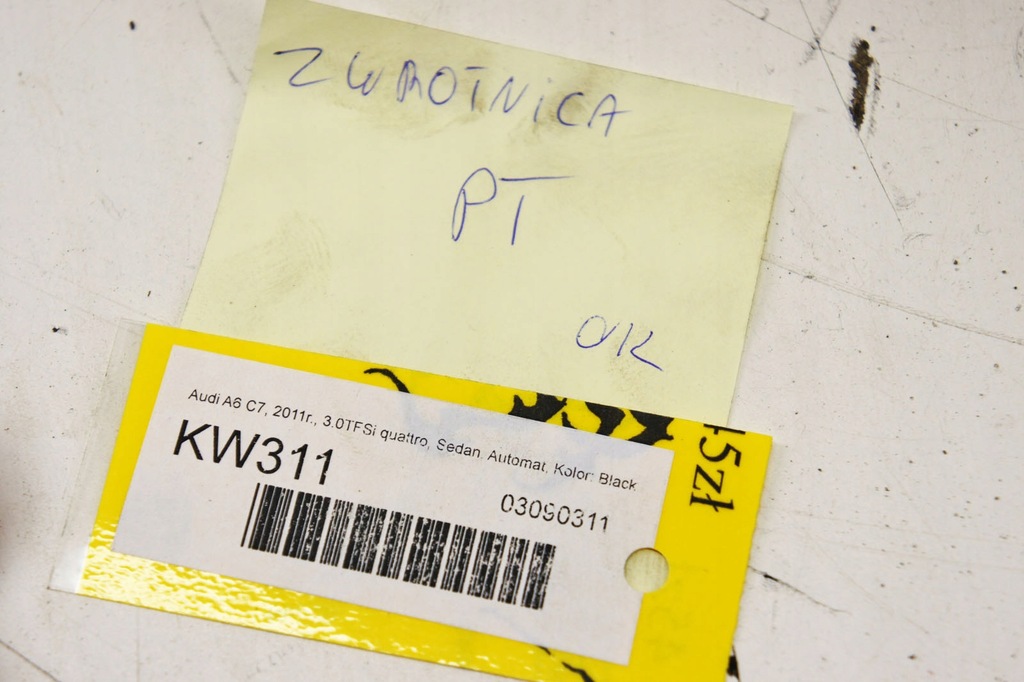 ZWROTNICA
PT
OK
Audi A6 C7, 2011r., 3.0TFSi quattro, Sedan, Automat, Kolor: Black
KW311
03090311
45zł